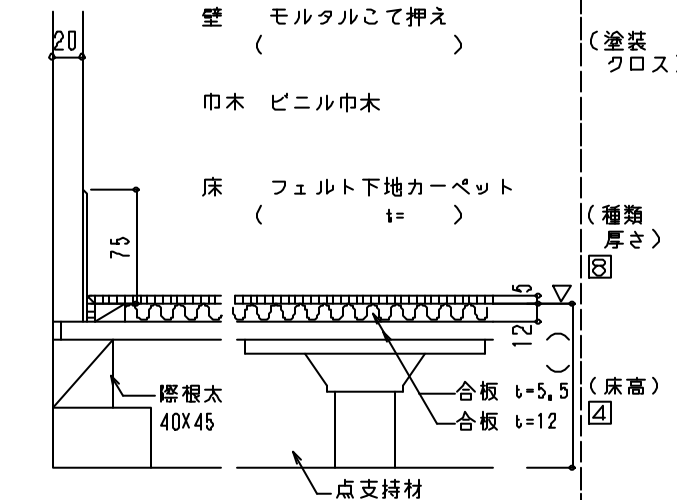 壁 モルタルこて押え
( )
(塗装
クロス)
20
巾木 ビニル巾木
床 フェルト下地カーペット
( t= )
(種類
厚さ)
8
75
5
12
( )
際根太
40X45
合板 t=5.5
合板 t=12
(床高)
4
点支持材